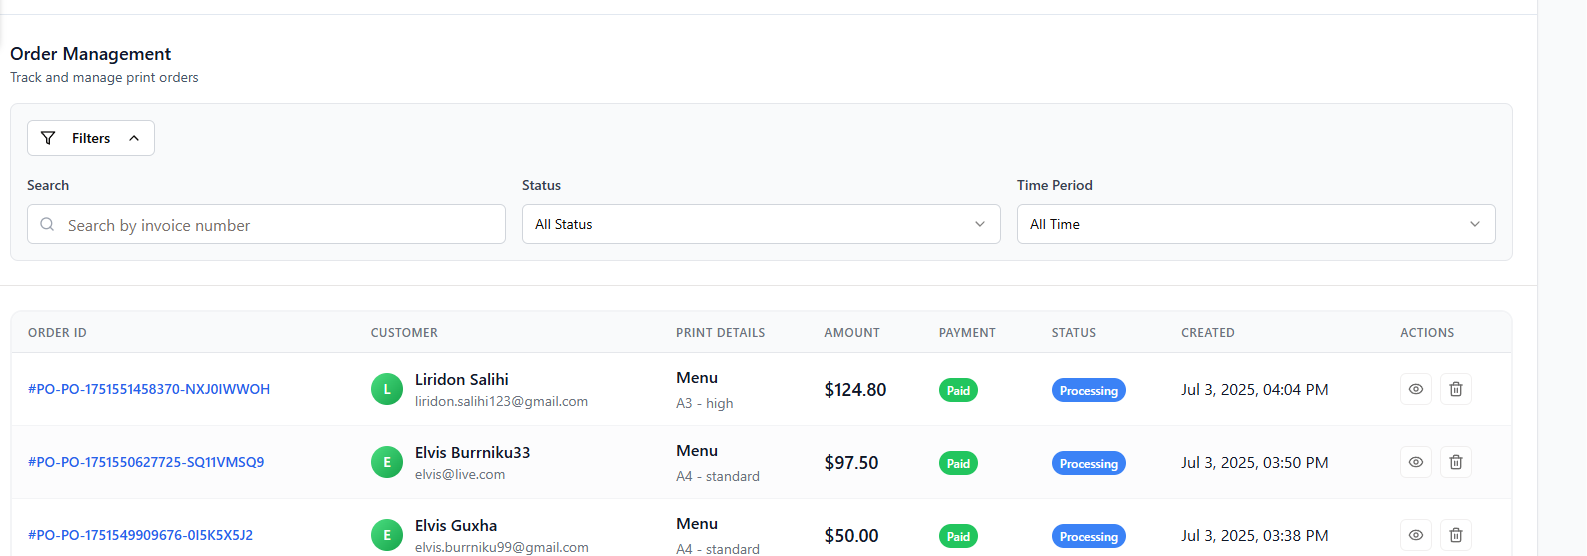 Order Management
Track and manage print orders
Filters
Search
Status
Time Period
Search by invoice number
All Status
All Time
ORDER ID CUSTOMER PRINT DETAILS AMOUNT PAYMENT STATUS CREATED ACTIONS
#PO-PO-1751551458370-NXJ0IWWOH L Liridon Salihi Menu $124.80 Paid Processing Jul 3, 2025, 04:04 PM
liridon.salihi123@gmail.com A3 - high
#PO-PO-1751550627725-SQ11VMSQ9 E Elvis Burrniku33 Menu $97.50 Paid Processing Jul 3, 2025, 03:50 PM
elvis@live.com A4 - standard
#PO-PO-1751549909676-0I5K5X5J2 E Elvis Guxha Menu $50.00 Paid Processing Jul 3, 2025, 03:38 PM
elvis.burrniku99@gmail.com A4 - standard